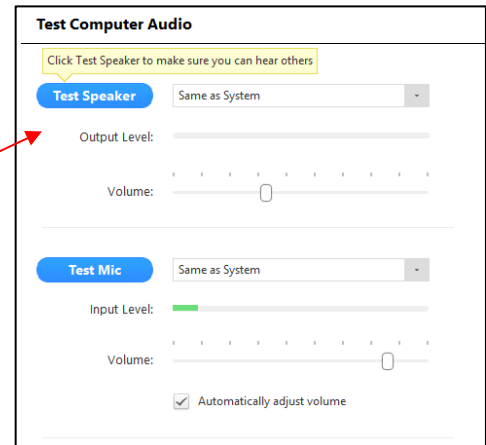 Test Computer Audio
Click Test Speaker to make sure you can hear others
Test Speaker Same as System
Output Level:
Volume:
Test Mic Same as System
Input Level:
Volume:
Automatically adjust volume